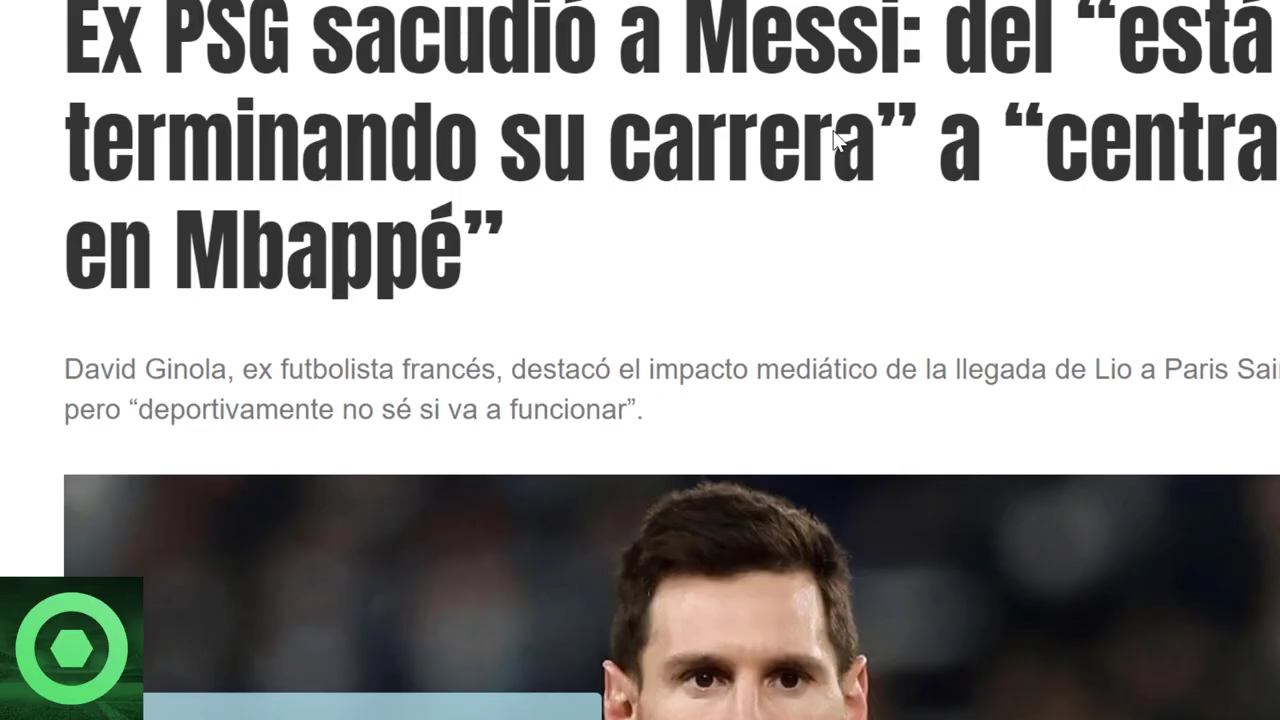 Ex PSG sacudió a Messi: del “está
terminando su carrera” a “centra
en Mbappé”
David Ginola, ex futbolista francés, destacó el impacto mediático de la llegada de Lio a Paris Sai
pero “deportivamente no sé si va a funcionar”.